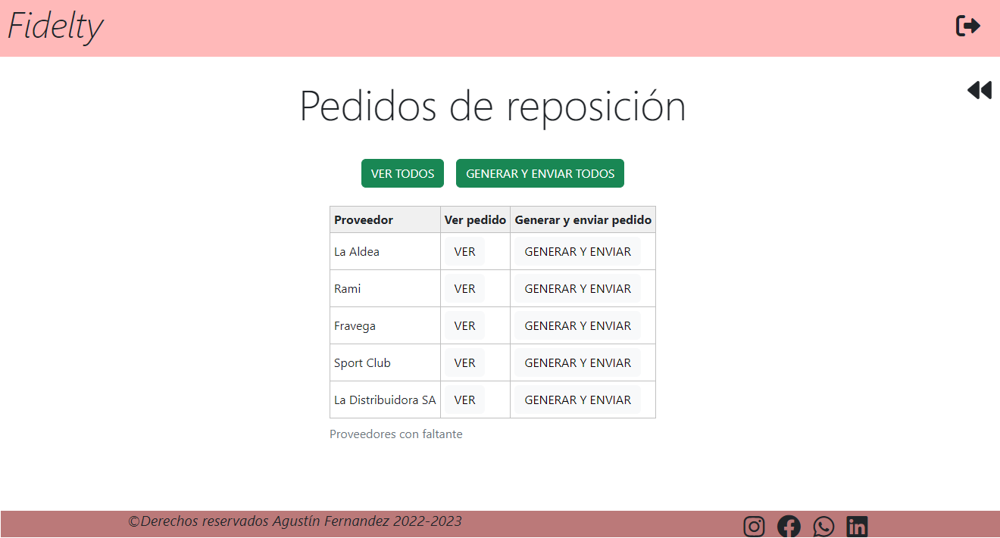 Fidelty
Pedidos de reposición
VER TODOS GENERAR Y ENVIAR TODOS
Proveedor Ver pedido Generar y enviar pedido
La Aldea VER GENERAR Y ENVIAR
Rami VER GENERAR Y ENVIAR
Fravega VER GENERAR Y ENVIAR
Sport Club VER GENERAR Y ENVIAR
La Distribuidora SA VER GENERAR Y ENVIAR
Proveedores con faltante
©Derechos reservados Agustín Fernandez 2022-2023